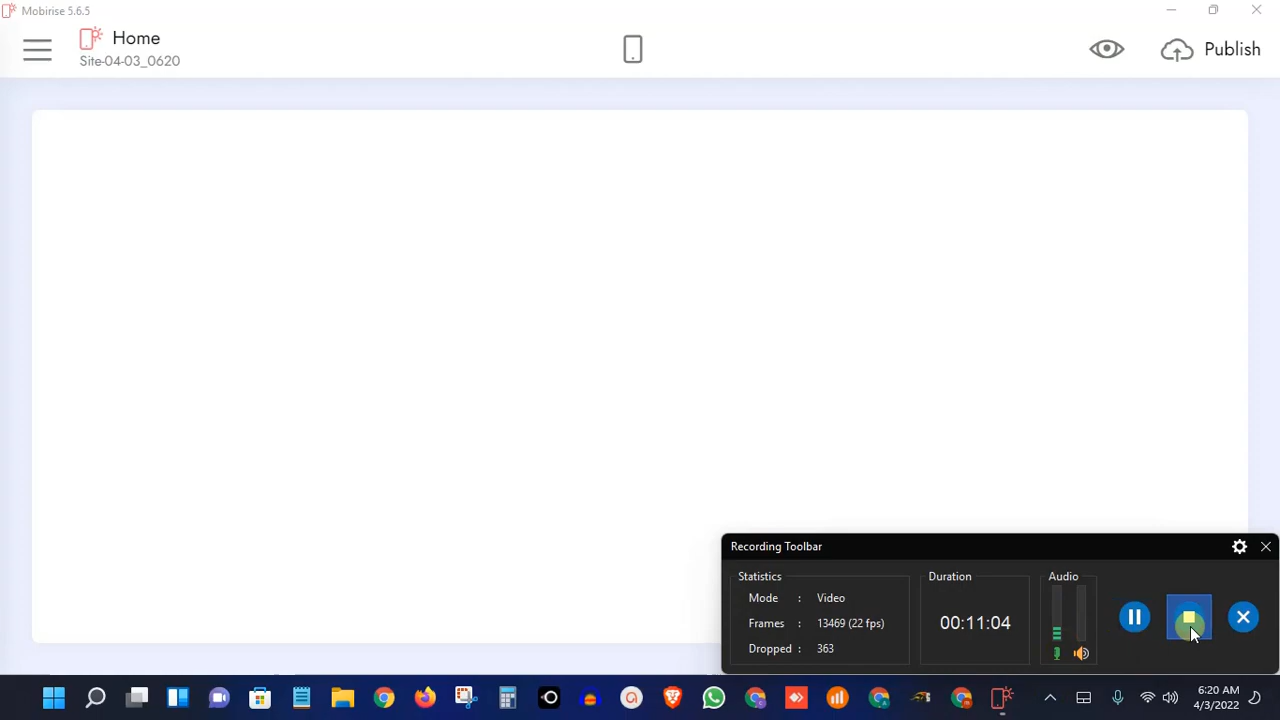 Mobirise 5.6.5
Home
Site-04-03_0620
Publish
Recording Toolbar
Statistics
Mode : Video
Frames : 13469 (22 fps)
Dropped : 363
Duration
00:11:04
Audio
6:20 AM
4/3/2022